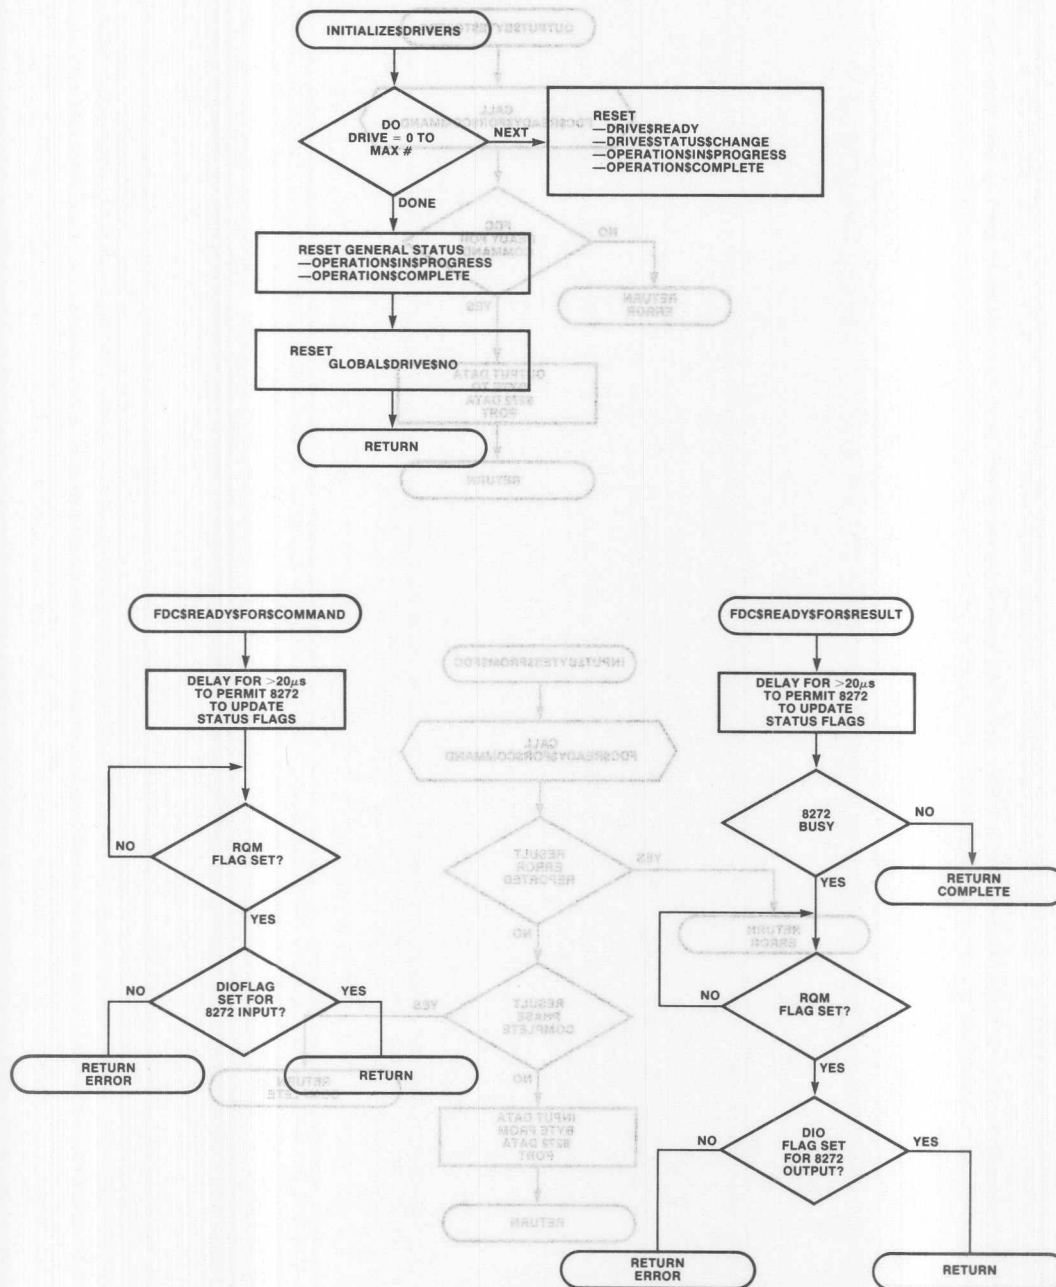 INITIALIZE$DRIVERS
DO
DRIVE = 0 TO
MAX #
NEXT
RESET
—DRIVE$READY
—DRIVE$STATUS$CHANGE
—OPERATION$IN$PROGRESS
—OPERATION$COMPLETE
DONE
RESET GENERAL STATUS
—OPERATION$IN$PROGRESS
—OPERATION$COMPLETE
RESET
GLOBAL$DRIVE$NO
RETURN
FDC$READY$FOR$COMMAND
DELAY FOR >20μs
TO PERMIT 8272
TO UPDATE
STATUS FLAGS
RQM
FLAG SET?
NO
YES
DIOFLAG
SET FOR
8272 INPUT?
NO
YES
RETURN
ERROR
RETURN
FDC$READY$FOR$RESULT
DELAY FOR >20μs
TO PERMIT 8272
TO UPDATE
STATUS FLAGS
8272
BUSY
NO
RETURN
COMPLETE
YES
RQM
FLAG SET?
NO
YES
DIO
FLAG SET
FOR 8272
OUTPUT?
NO
YES
RETURN
ERROR
RETURN